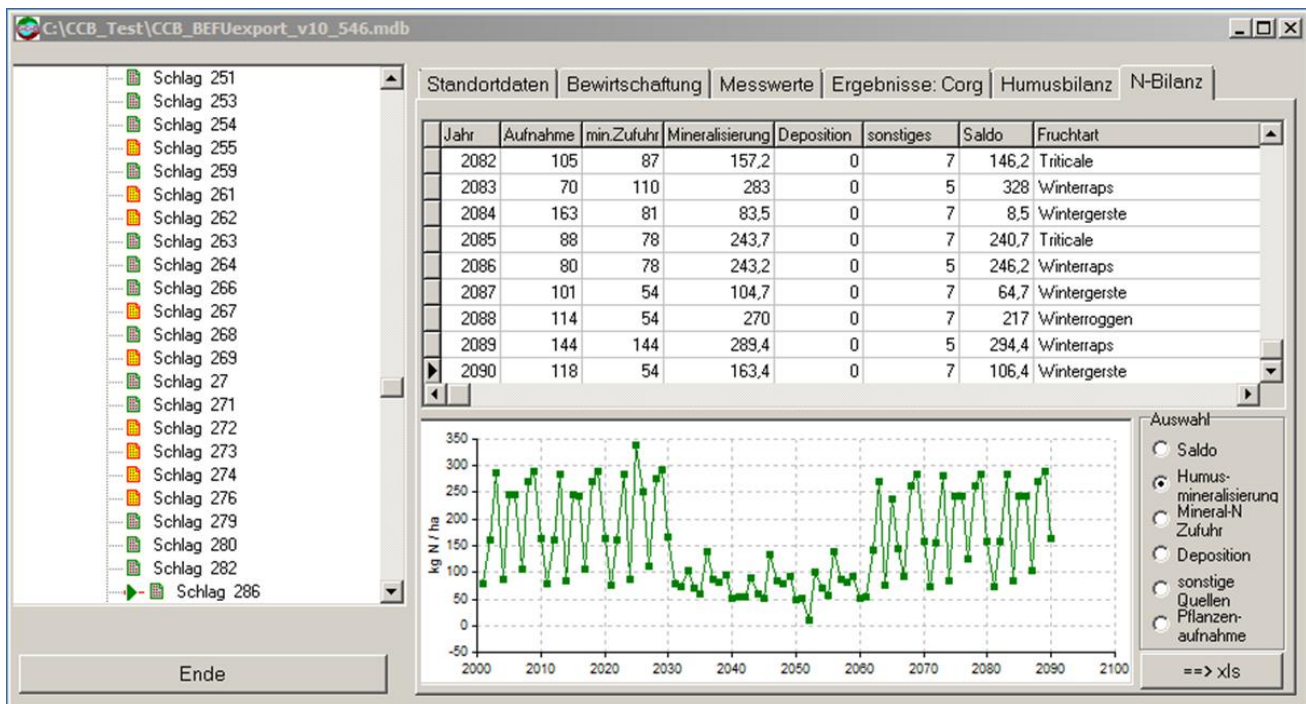 C:\CCB_Test\CCB_BEFUexport_v10_546.mdb
Schlag 251
Schlag 253
Schlag 254
Schlag 255
Schlag 259
Schlag 261
Schlag 262
Schlag 263
Schlag 264
Schlag 266
Schlag 267
Schlag 268
Schlag 269
Schlag 27
Schlag 271
Schlag 272
Schlag 273
Schlag 274
Schlag 276
Schlag 279
Schlag 280
Schlag 282
Schlag 286
Ende
Standortdaten Bewirtschaftung Messwerte Ergebnisse: Corg Humusbilanz N-Bilanz
Jahr Aufnahme min.Zufuhr Mineralisierung Deposition sonstiges Saldo Fruchtart
2082 105 87 157,2 0 7 146,2 Triticale
2083 70 110 283 0 5 328 Winterraps
2084 163 81 83,5 0 7 8,5 Wintergerste
2085 88 78 243,7 0 7 240,7 Triticale
2086 80 78 243,2 0 5 246,2 Winterraps
2087 101 54 104,7 0 7 64,7 Wintergerste
2088 114 54 270 0 7 217 Winterroggen
2089 144 144 289,4 0 5 294,4 Winterraps
2090 118 54 163,4 0 7 106,4 Wintergerste
kg N / ha
350
300
250
200
150
100
50
0
-50
2000 2010 2020 2030 2040 2050 2060 2070 2080 2090 2100
Auswahl
Saldo
Humus-
mineralisierung
Mineral-N
Zufuhr
Deposition
sonstige
Quellen
Pflanzen-
aufnahme
==> xls